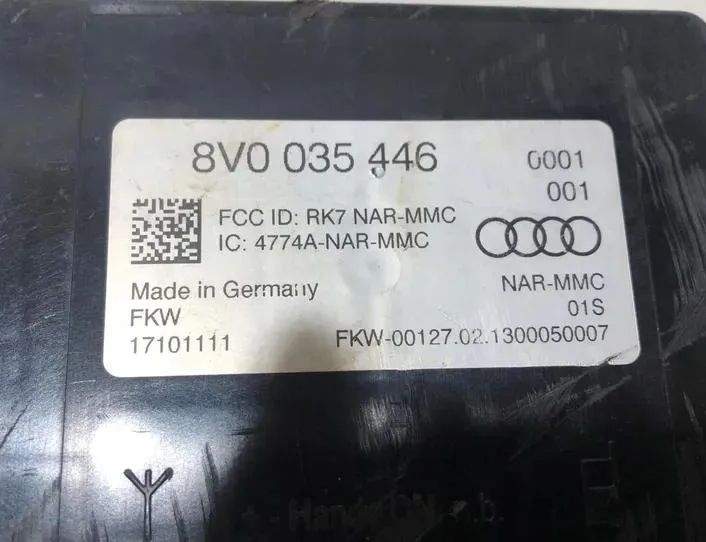 8V0 035 446 0001
001
FCC ID: RK7 NAR-MMC
IC: 4774A-NAR-MMC
Made in Germany NAR-MMC
FKW 01S
17101111 FKW-00127.02.1300050007